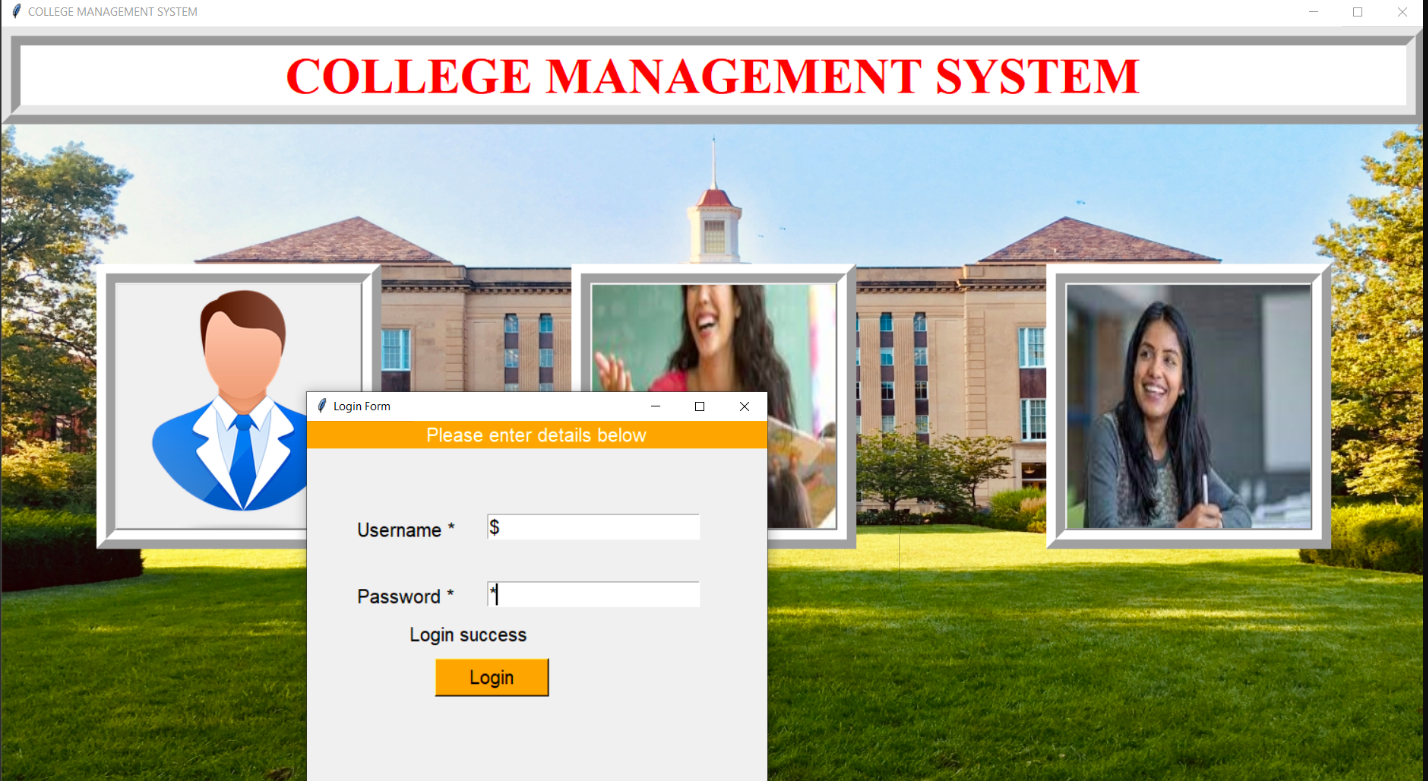 COLLEGE MANAGEMENT SYSTEM
COLLEGE MANAGEMENT SYSTEM
Login Form
Please enter details below
Username * $
Password * *
Login success
Login